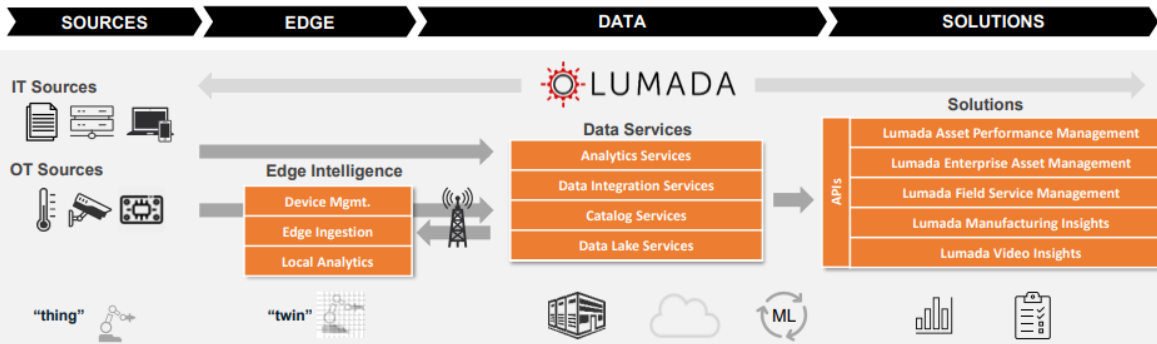 SOURCES
EDGE
DATA
SOLUTIONS
LUMADA
IT Sources
OT Sources
Edge Intelligence
Device Mgmt.
Edge Ingestion
Local Analytics
Data Services
Analytics Services
Data Integration Services
Catalog Services
Data Lake Services
Solutions
APIs
Lumada Asset Performance Management
Lumada Enterprise Asset Management
Lumada Field Service Management
Lumada Manufacturing Insights
Lumada Video Insights
"thing"
"twin"
ML